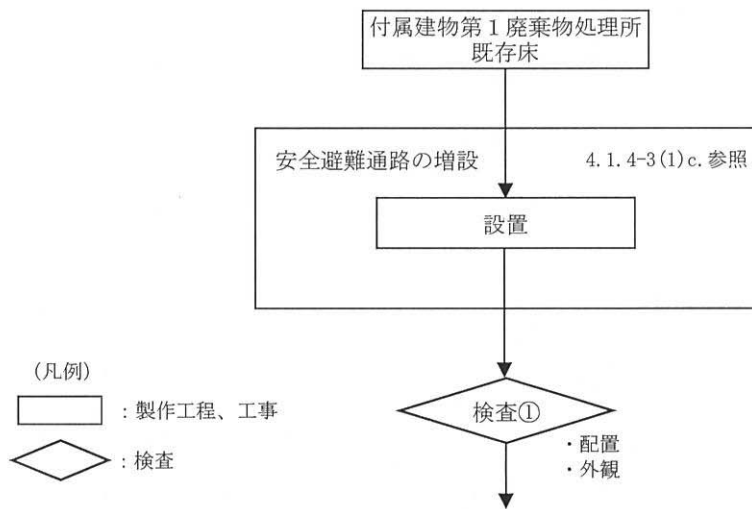 付属建物第1廃棄物処理所
既存床
安全避難通路の増設
4.1.4-3(1)c.参照
設置
検査①
・配置
・外観
(凡例)
:製作工程、工事
:検査